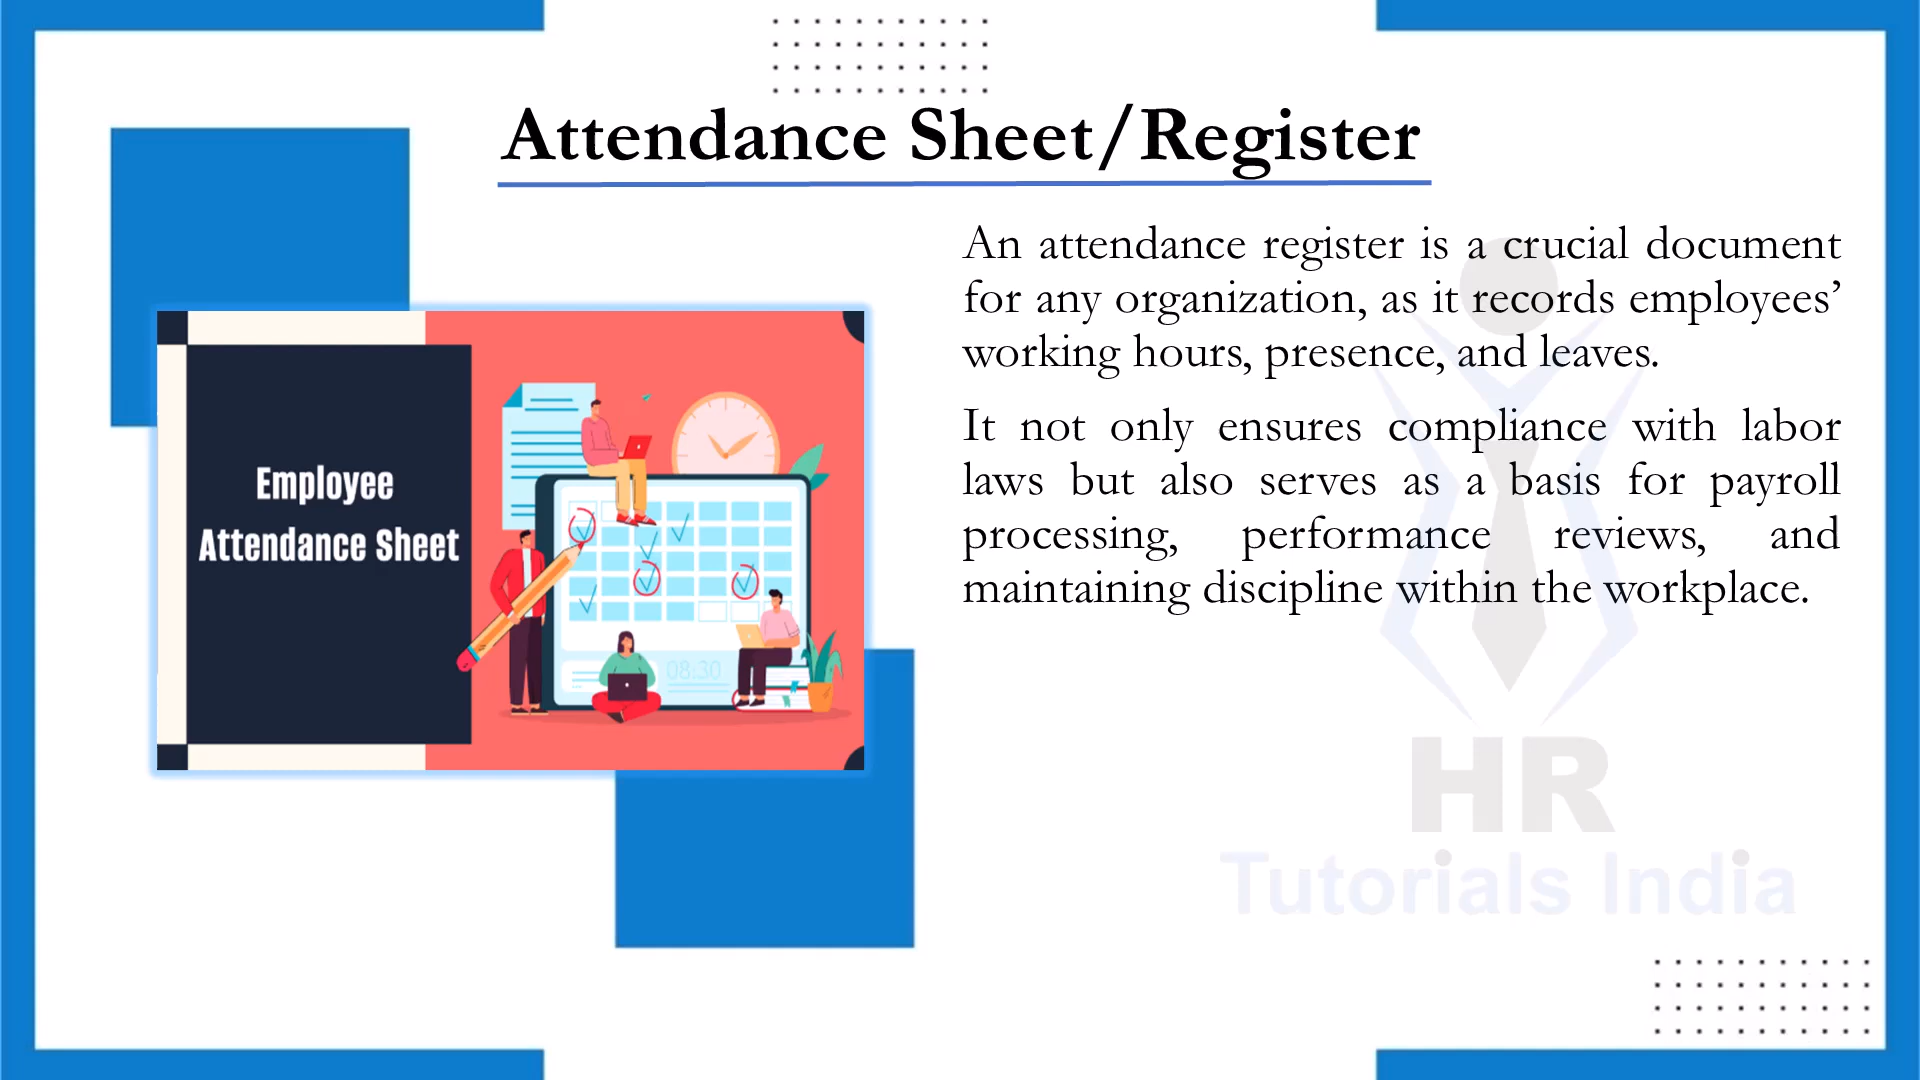 Attendance Sheet/Register
An attendance register is a crucial document
for any organization, as it records employees’
working hours, presence, and leaves.
It not only ensures compliance with labor
laws but also serves as a basis for payroll
processing, performance reviews, and
maintaining discipline within the workplace.
Employee
Attendance Sheet
08:30
HR
Tutorials India